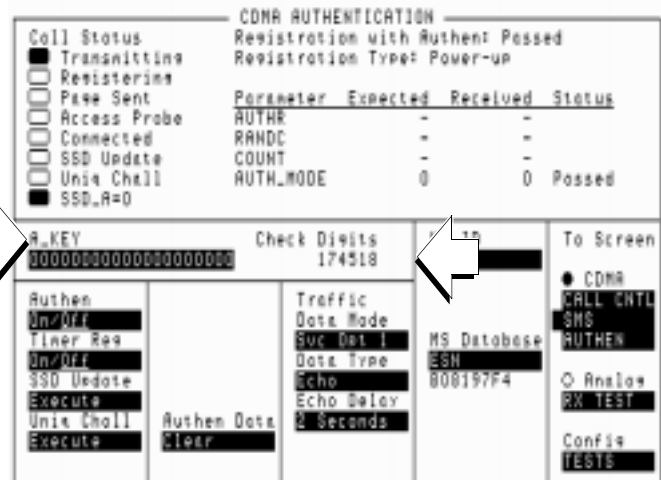 CDMA AUTHENTICATION
Call Status
Transmitting
Registering
Page Sent
Access Probe
Connected
SSD Update
Uniq Chall
SSD_A=0
Registration with Authen: Passed
Registration Type: Power-up
Parameter Expected Received Status
AUTHR - -
RANDC - -
COUNT - -
AUTH_MODE 0 0 Passed
A_KEY
00000000000000000000
Check Digits
174518
ID
To Screen
CDMA
CALL CNTL
SMS
AUTHEN
Analog
RX TEST
Config
TESTS
Authen
On/Off
Timer Reg
On/Off
SSD Update
Execute
Uniq Chall
Execute
Authen Data
Clear
Traffic
Data Mode
Svc Opt 1
Data Type
Echo
Echo Delay
2 Seconds
MS Database
ESN
B08197F4